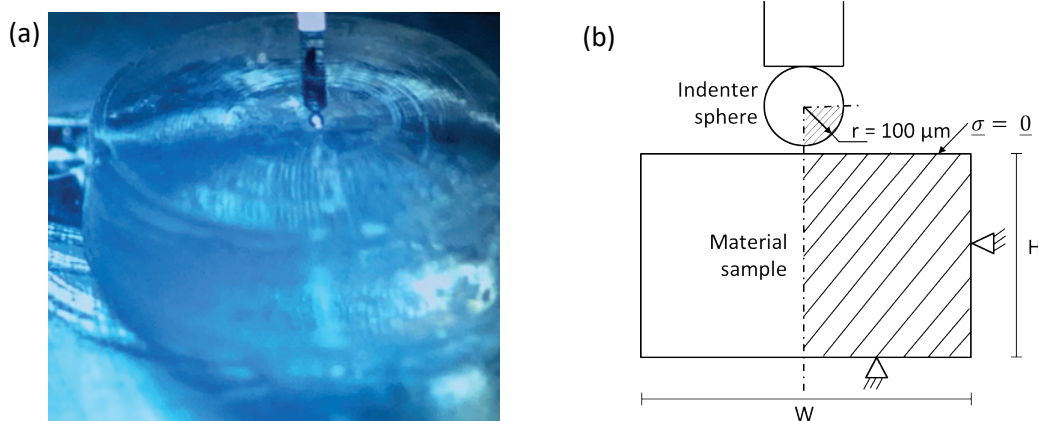 (a)
(b)
Indenter
sphere
r = 100 μm
σ = 0
Material
sample
H
W